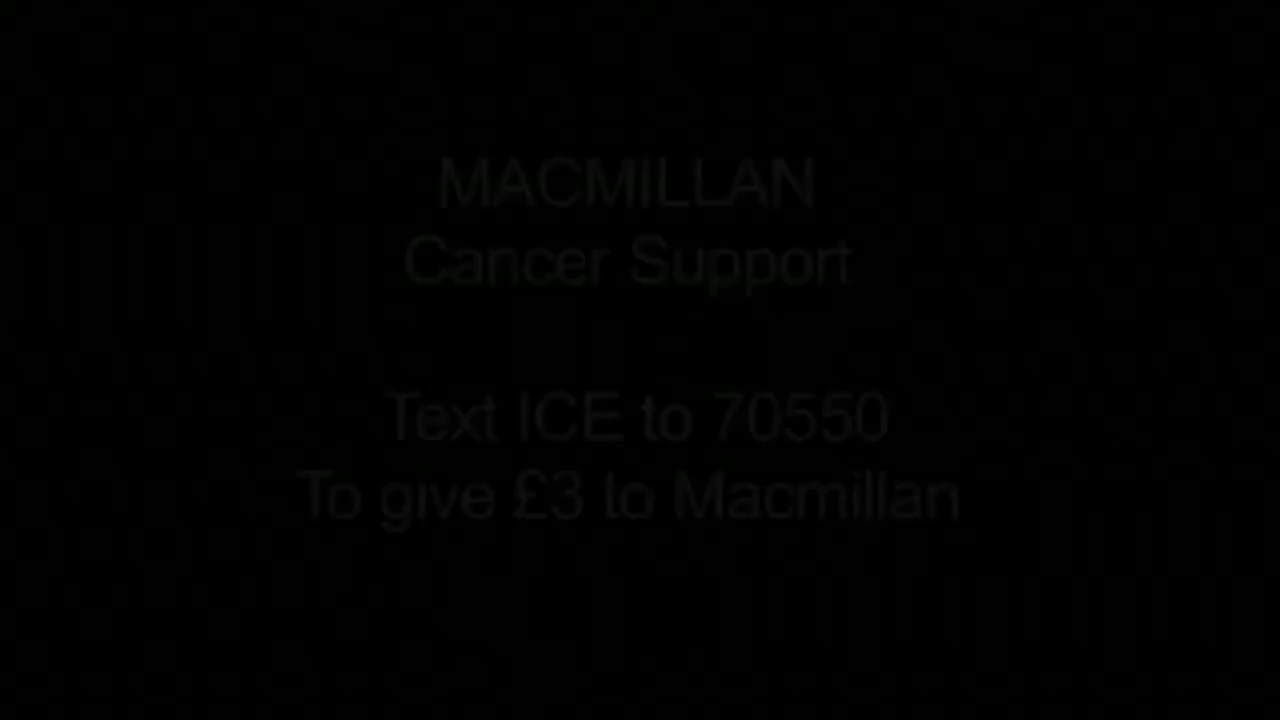 MACMILLAN
Cancer Support
Text ICE to 70550
To give £3 to Macmillan